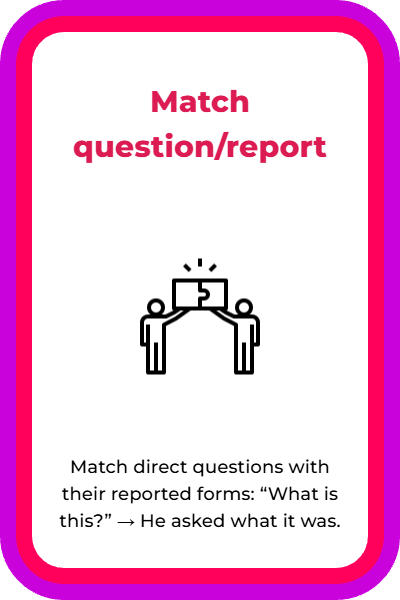 Match
question/report
Match direct questions with
their reported forms: “What is
this?” → He asked what it was.